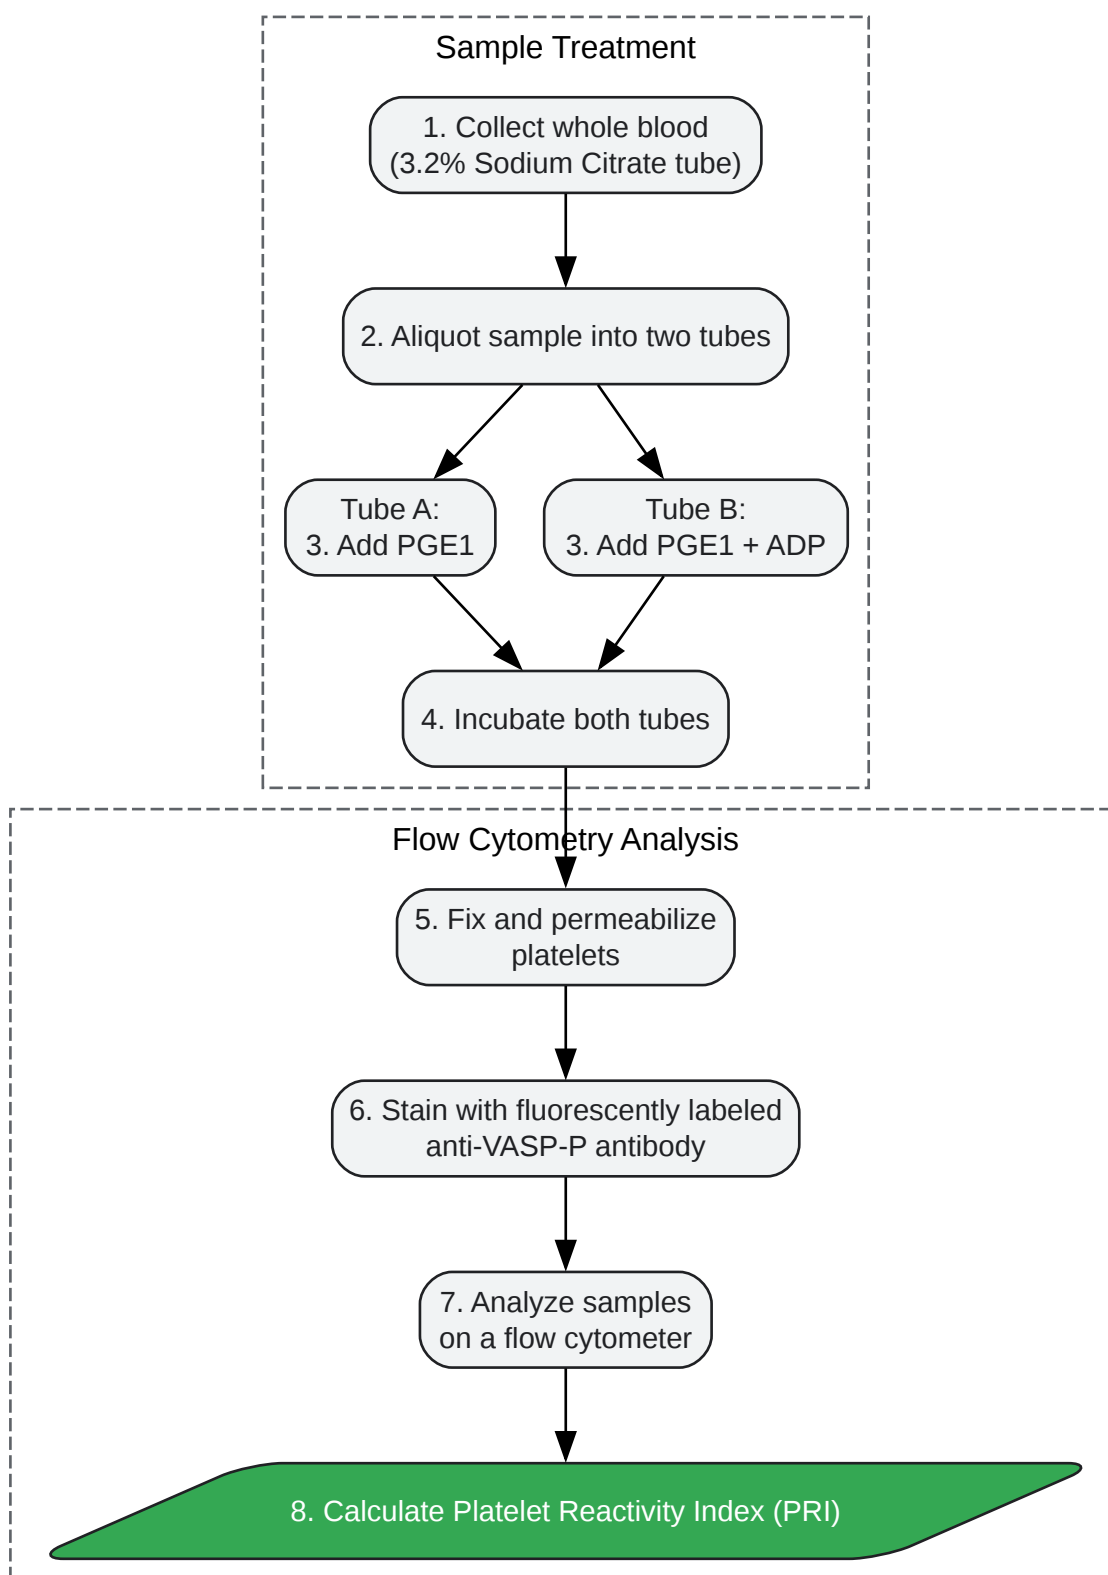 Sample Treatment
1. Collect whole blood
(3.2% Sodium Citrate tube)
2. Aliquot sample into two tubes
Tube A:
3. Add PGE1
Tube B:
3. Add PGE1 + ADP
4. Incubate both tubes
Flow Cytometry Analysis
5. Fix and permeabilize
platelets
6. Stain with fluorescently labeled
anti-VASP-P antibody
7. Analyze samples
on a flow cytometer
8. Calculate Platelet Reactivity Index (PRI)